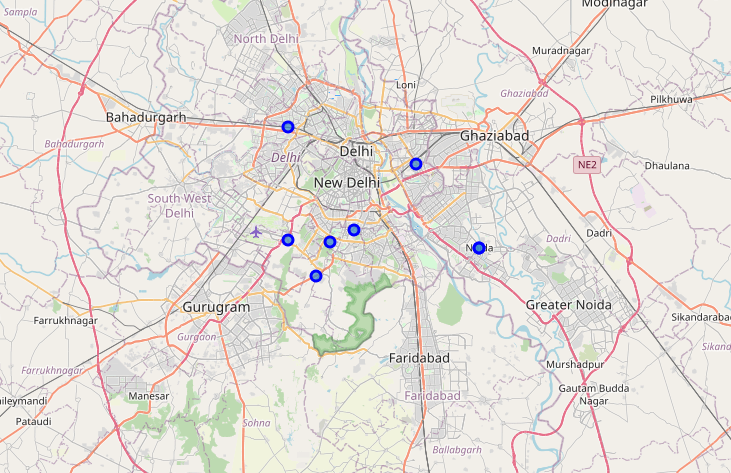 Sampla
North Delhi
Modinagar
Muradnagar
Loni
Ghaziabad
Pilkhuwa
Bahadurgarh
Ghaziabad
Bahadurgarh
Delhi
Delhi
NE2
Dhaulana
New Delhi
South West
Delhi
Dadri
Dadri
Gurugram
Greater Noida
Farrukhnagar
Sikandarabad
Gurgaon
Faridabad
Murshadpur
Farrukhnagar
Gautam Budda
Nagar
Manesar
Faridabad
Pataudi
Sohna
Ballabgarh